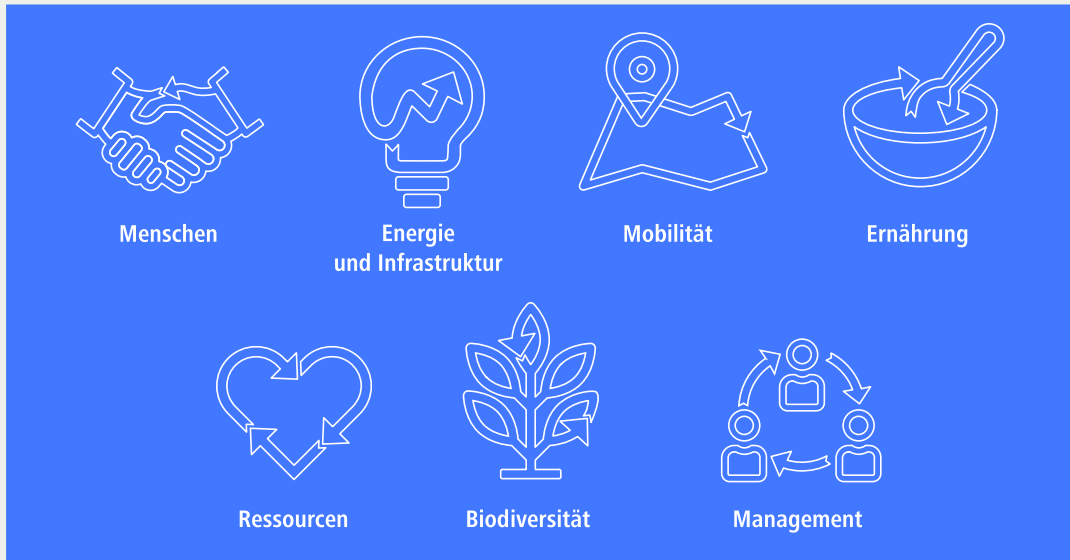 Menschen
Energie
und Infrastruktur
Mobilität
Ernährung
Ressourcen
Biodiversität
Management